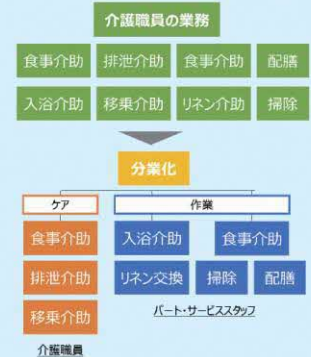 介護職員の業務
食事介助 排泄介助 食事介助 配膳
入浴介助 移乗介助 リネン介助 掃除
分業化
ケア 作業
食事介助 入浴介助 食事介助
排泄介助 リネン交換 掃除 配膳
移乗介助 パート・サービススタッフ
介護職員